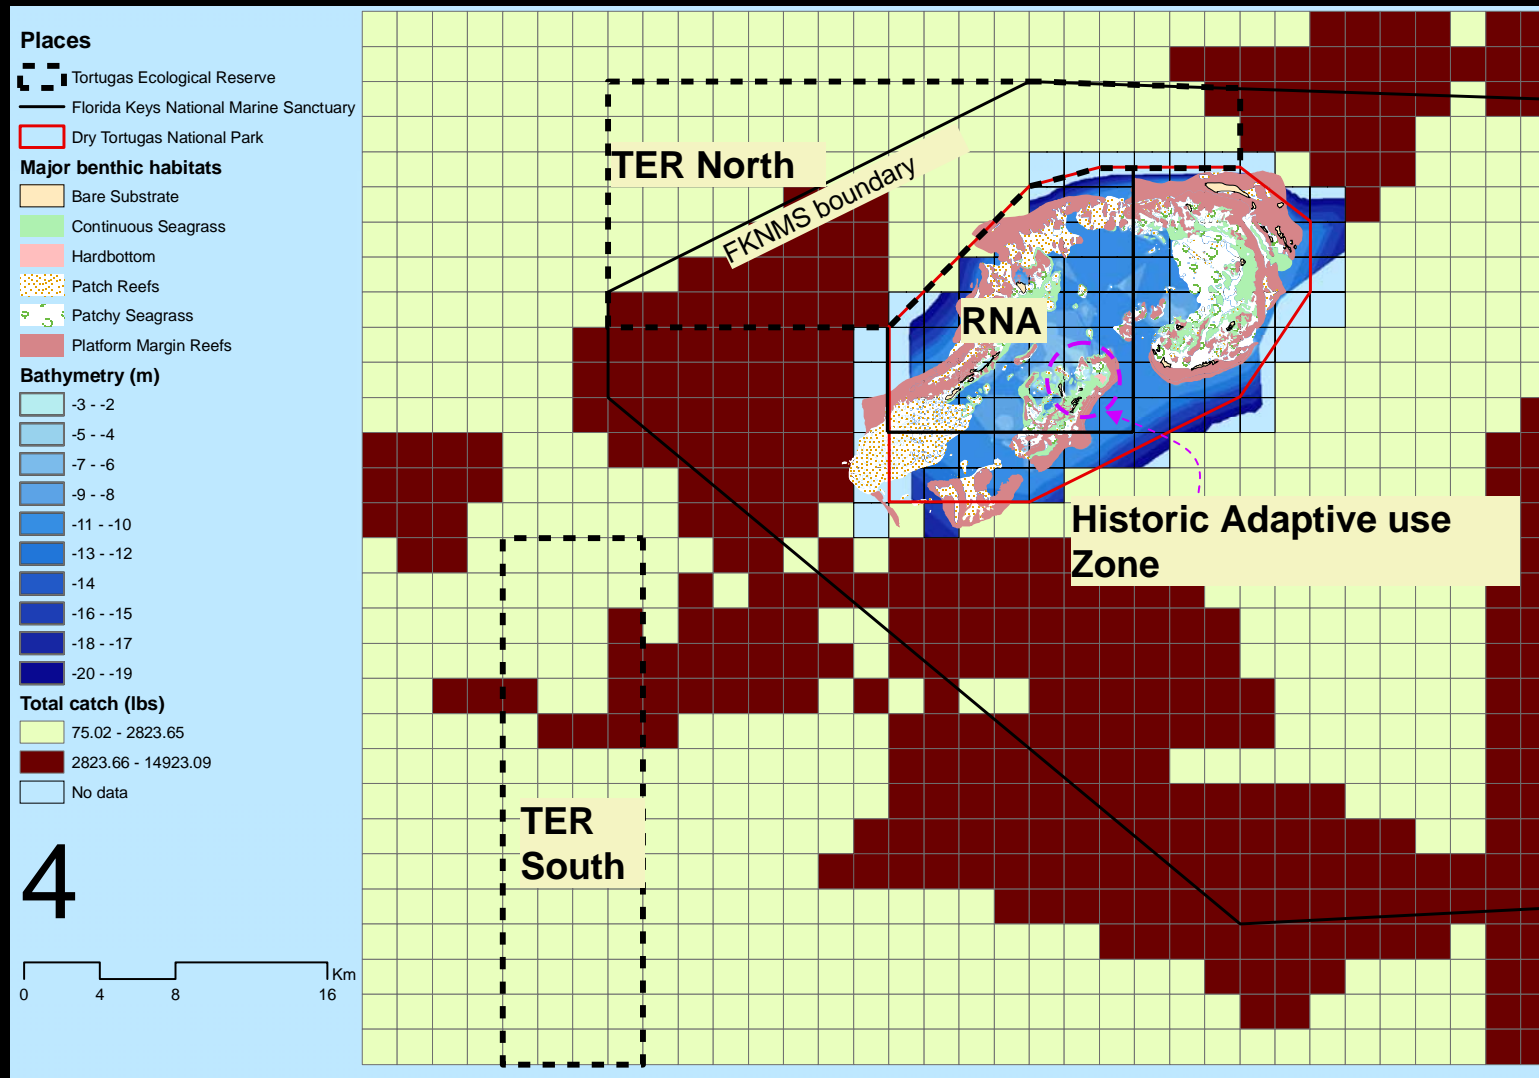 Places
Tortugas Ecological Reserve
Florida Keys National Marine Sanctuary
Dry Tortugas National Park
Major benthic habitats
Bare Substrate
Continuous Seagrass
Hardbottom
Patch Reefs
Patchy Seagrass
Platform Margin Reefs
Bathymetry (m)
-3 - -2
-5 - -4
-7 - -6
-9 - -8
-11 - -10
-13 - -12
-14
-16 - -15
-18 - -17
-20 - -19
Total catch (lbs)
75.02 - 2823.65
2823.66 - 14923.09
No data
4
Km
0 4 8 16
TER North
FKNMS boundary
RNA
Historic Adaptive use
Zone
TER
South